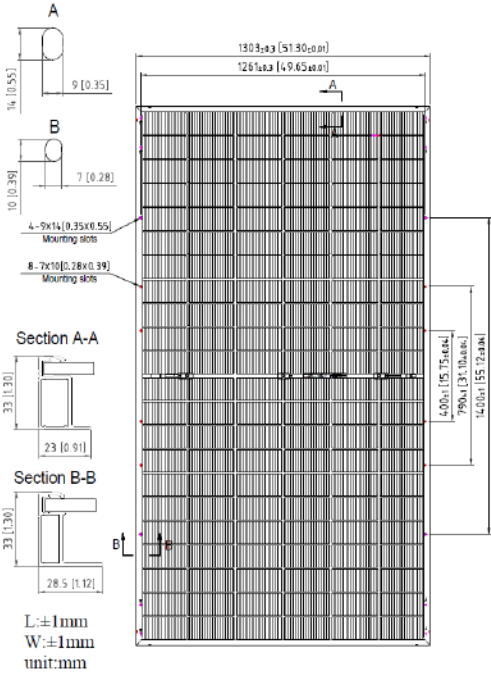 A
14 [0.55]
9 [0.35]
B
10 [0.39]
7 [0.28]
1303±0.3 [51.30±0.01]
1261±0.3 [49.65±0.01]
A
A
4-9x14[0.35x0.55]
Mounting slots
8-7x10[0.28x0.39]
Mounting slots
Section A-A
33 [1.30]
23 [0.91]
Section B-B
33 [1.30]
28.5 [1.12]
400±1 [15.75±0.04]
790±1 [31.10±0.04]
1400±1 [55.12±0.04]
B
B
L:±1mm
W:±1mm
unit:mm